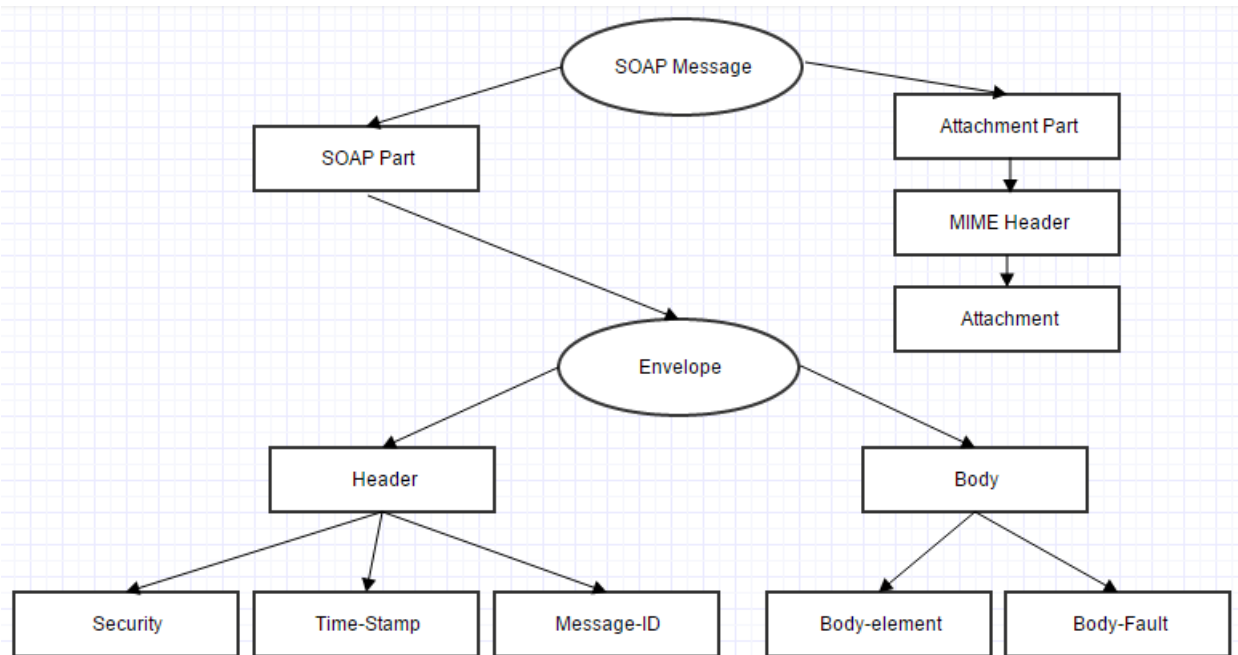 SOAP Message
Attachment Part
SOAP Part
MIME Header
Attachment
Envelope
Header
Body
Security
Time-Stamp
Message-ID
Body-element
Body-Fault